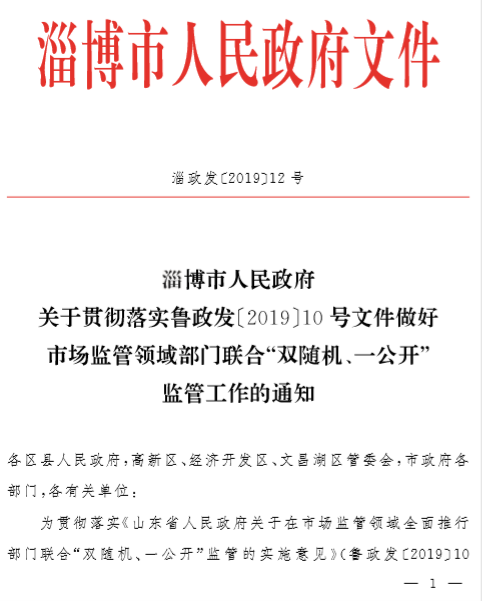 淄博市人民政府文件
淄政发〔2019〕12 号
淄博市人民政府
关于贯彻落实鲁政发〔2019〕10 号文件做好
市场监管领域部门联合“双随机、一公开”
监管工作的通知
各区县人民政府,高新区、经济开发区、文昌湖区管委会,市政府各
部门,各有关单位:
为贯彻落实《山东省人民政府关于在市场监管领域全面推行
部门联合“双随机、一公开”监管的实施意见》(鲁政发〔2019〕10
— 1 —